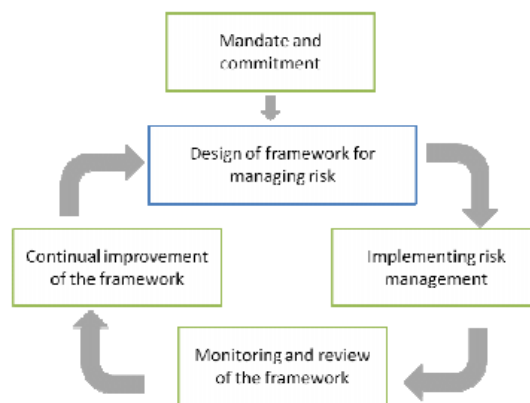 Mandate and
commitment
Design of framework for
managing risk
Continual improvement
of the framework
Implementing risk
management
Monitoring and review
of the framework